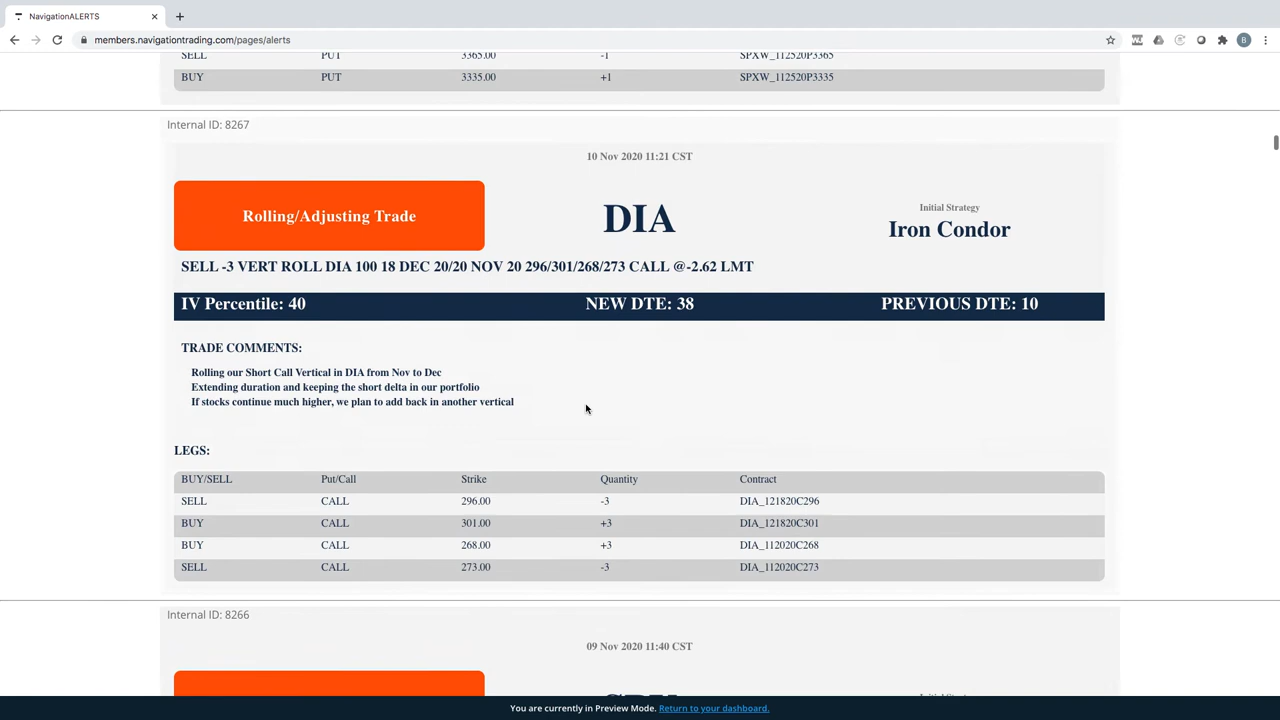 NavigationALERTS
members.navigationtrading.com/pages/alerts
B
SELL PUT 3365.00 -1 SPXW_112520P3365
BUY PUT 3335.00 +1 SPXW_112520P3335
Internal ID: 8267
10 Nov 2020 11:21 CST
Rolling/Adjusting Trade
DIA
Initial Strategy
Iron Condor
SELL -3 VERT ROLL DIA 100 18 DEC 20/20 NOV 20 296/301/268/273 CALL @-2.62 LMT
IV Percentile: 40 NEW DTE: 38 PREVIOUS DTE: 10
TRADE COMMENTS:
Rolling our Short Call Vertical in DIA from Nov to Dec
Extending duration and keeping the short delta in our portfolio
If stocks continue much higher, we plan to add back in another vertical
LEGS:
BUY/SELL Put/Call Strike Quantity Contract
SELL CALL 296.00 -3 DIA_121820C296
BUY CALL 301.00 +3 DIA_121820C301
BUY CALL 268.00 +3 DIA_112020C268
SELL CALL 273.00 -3 DIA_112020C273
Internal ID: 8266
09 Nov 2020 11:40 CST
You are currently in Preview Mode. Return to your dashboard.